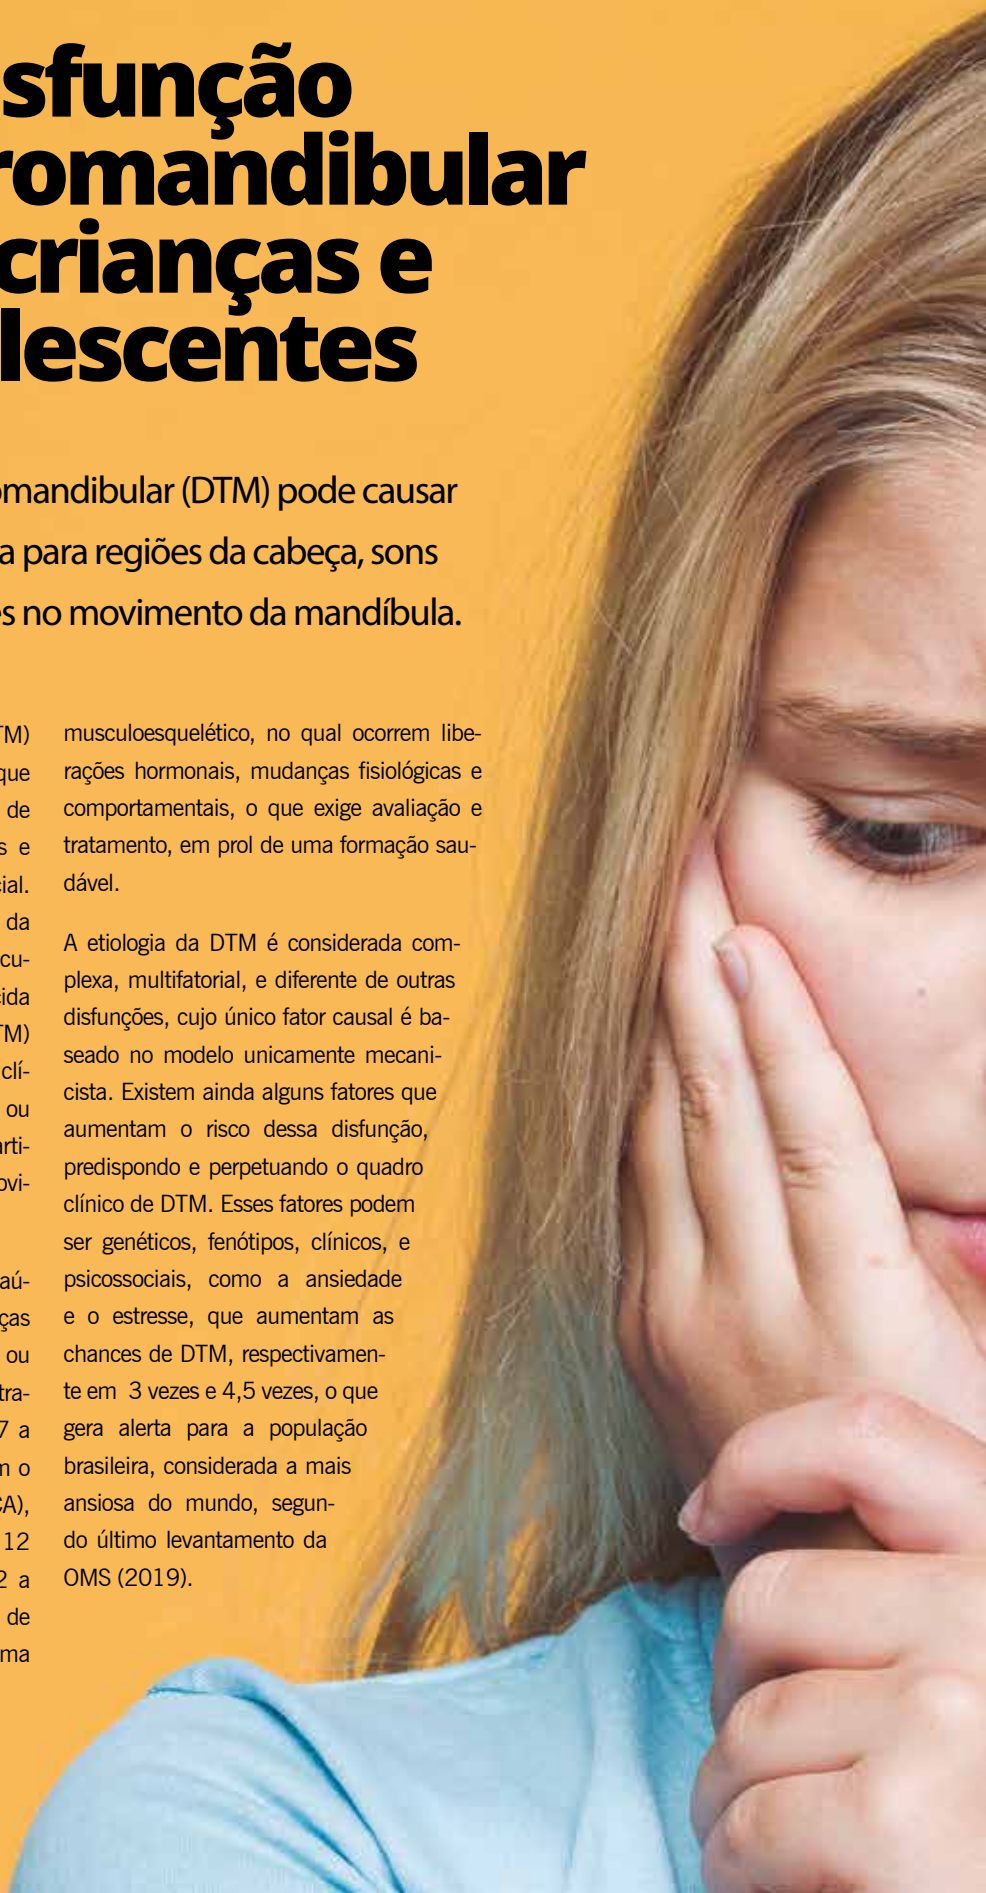 sfunção
romandibular
crianças e
lescentes
omandibular (DTM) pode causar
a para regiões da cabeça, sons
es no movimento da mandíbula.
TM)
que
de
s e
cial.
da
cu-
cida
TM)
clí-
ou
arti-
ovi-
aú-
ças
ou
tra-
7 a
m o
CA),
12
2 a
de
ma
musculoesquelético, no qual ocorrem libe-
rações hormonais, mudanças fisiológicas e
comportamentais, o que exige avaliação e
tratamento, em prol de uma formação sau-
dável.
A etiologia da DTM é considerada com-
plexa, multifatorial, e diferente de outras
disfunções, cujo único fator causal é ba-
seado no modelo unicamente mecani-
cista. Existem ainda alguns fatores que
aumentam o risco dessa disfunção,
predispondo e perpetuando o quadro
clínico de DTM. Esses fatores podem
ser genéticos, fenótipos, clínicos, e
psicossociais, como a ansiedade
e o estresse, que aumentam as
chances de DTM, respectivamen-
te em 3 vezes e 4,5 vezes, o que
gera alerta para a população
brasileira, considerada a mais
ansiosa do mundo, segun-
do último levantamento da
OMS (2019).